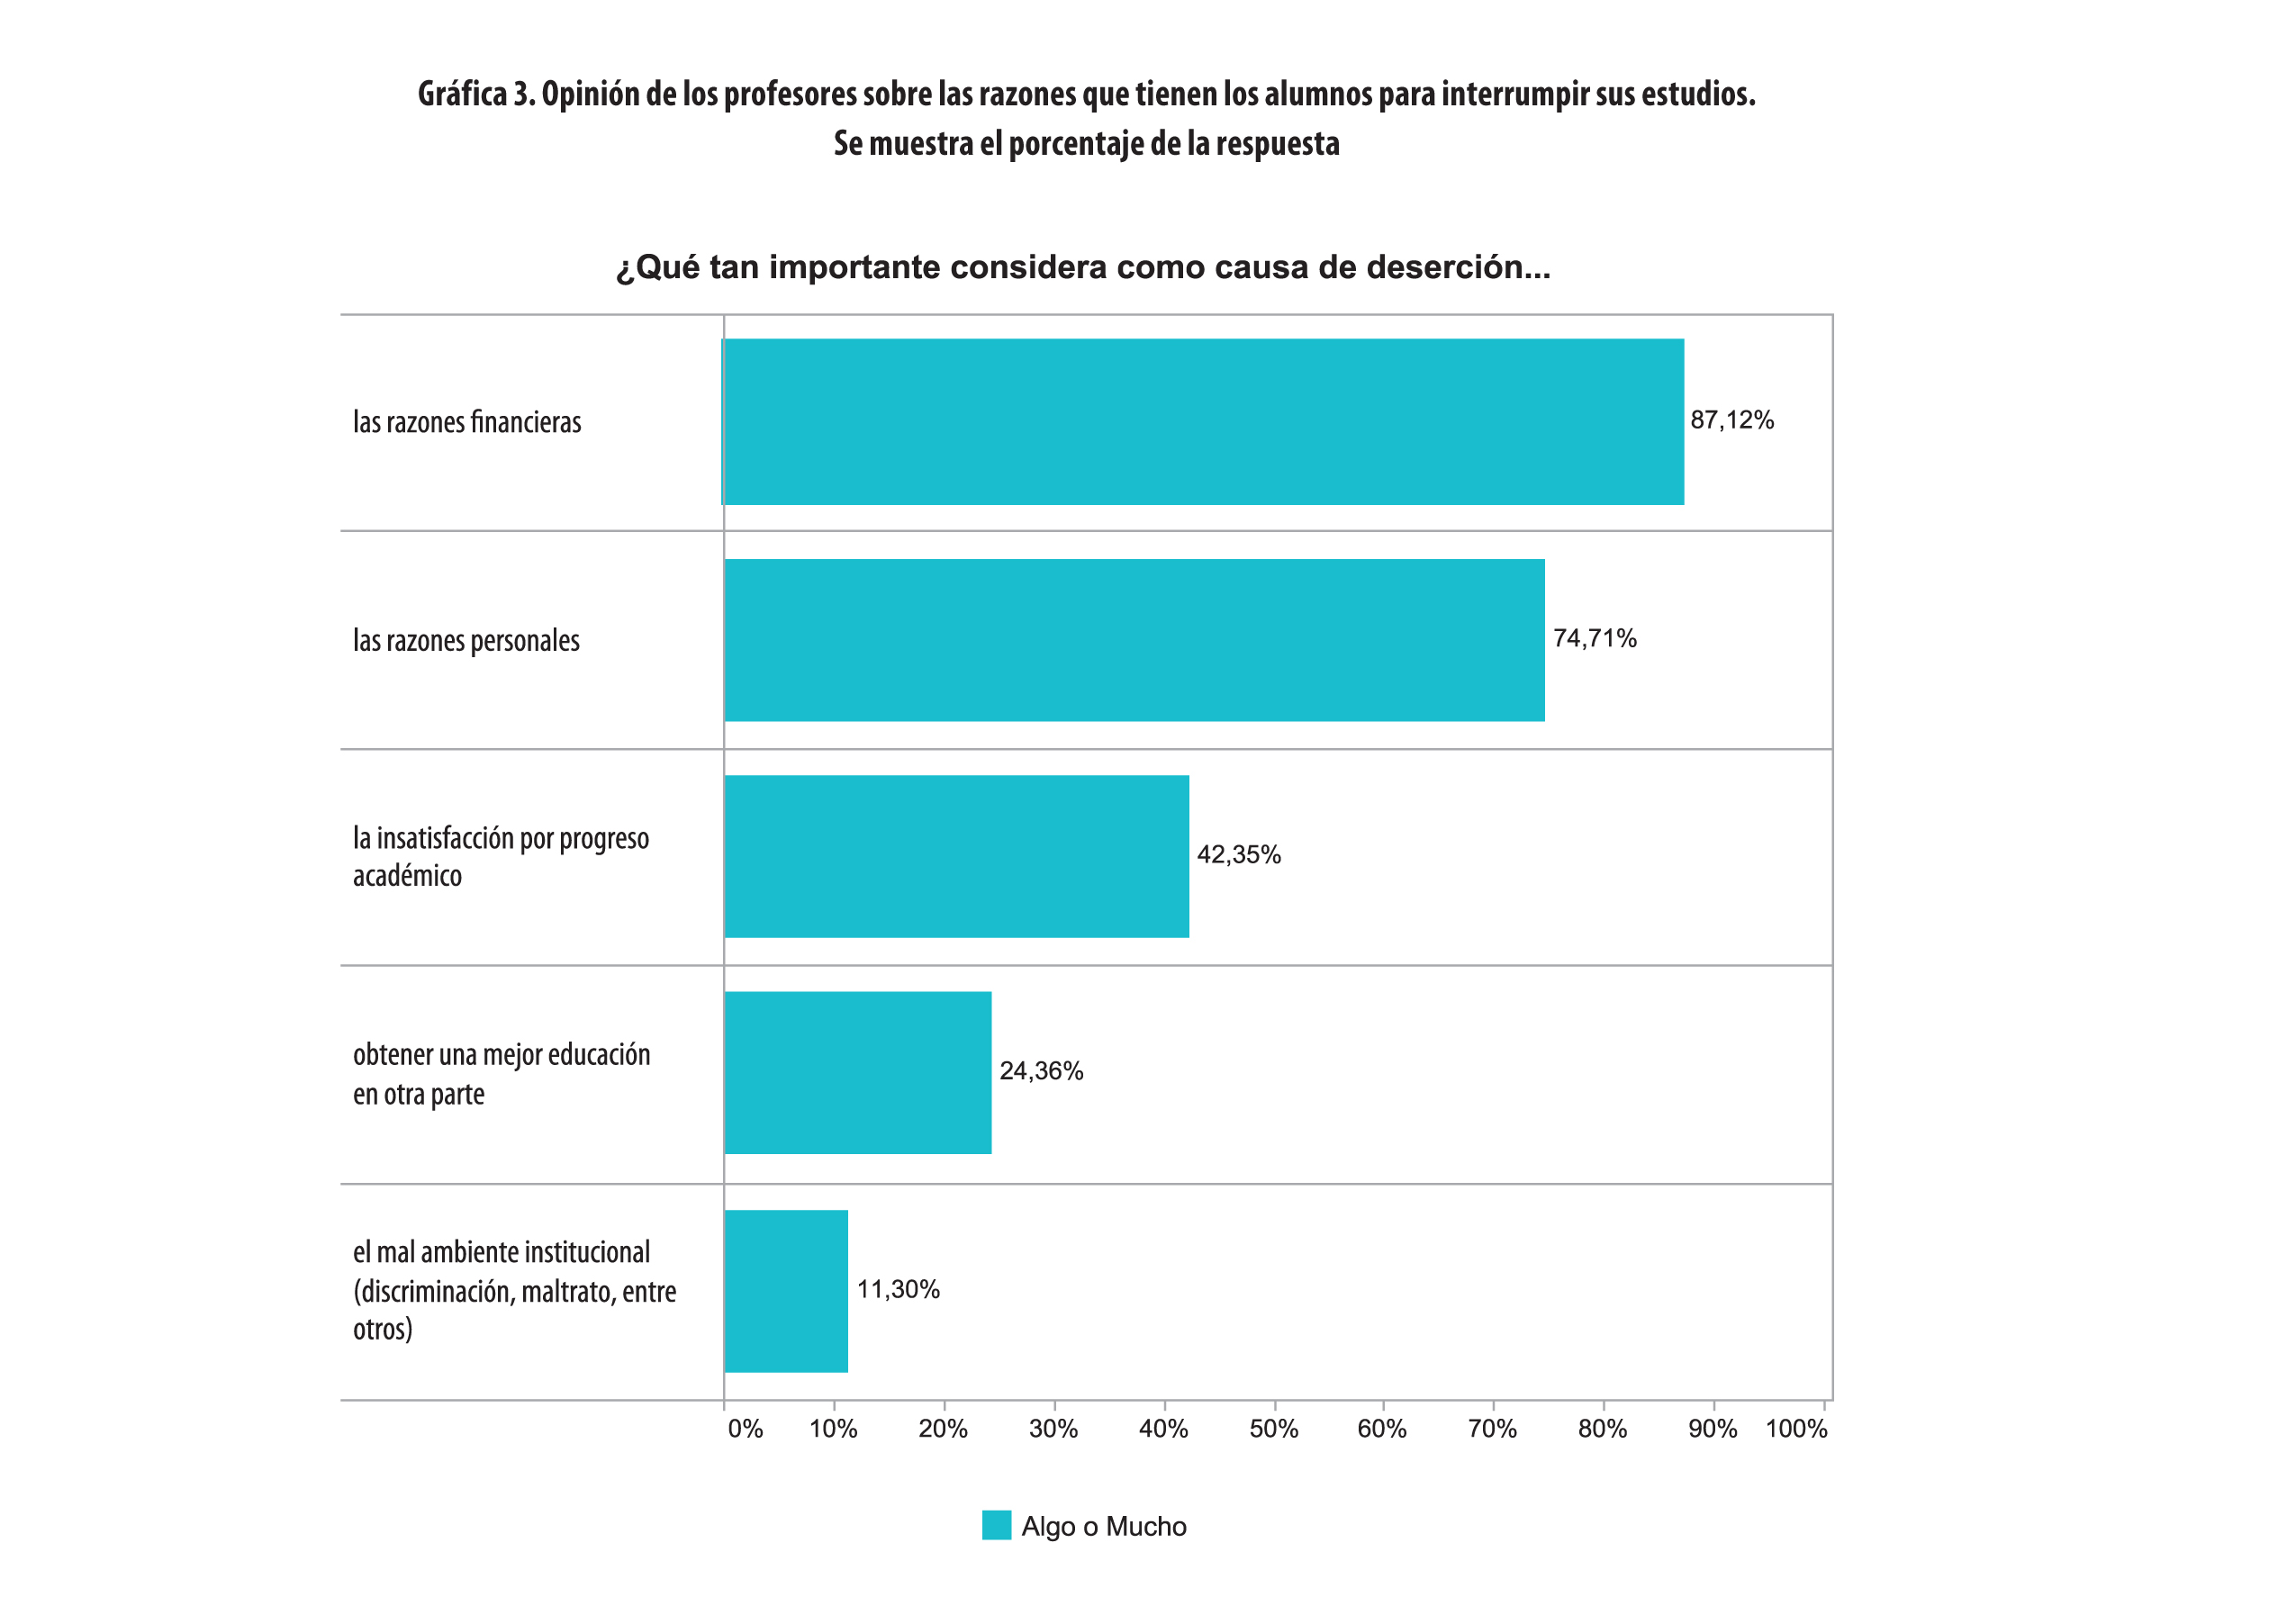 Gráfica 3. Opinión de los profesores sobre las razones que tienen los alumnos para interrumpir sus estudios.
Se muestra el porcentaje de la respuesta
¿Qué tan importante considera como causa de deserción...
las razones financieras
87,12%
las razones personales
74,71%
la insatisfacción por progreso
académico
42,35%
obtener una mejor educación
en otra parte
24,36%
el mal ambiente institucional
(discriminación, maltrato, entre
otros)
11,30%
0% 10% 20% 30% 40% 50% 60% 70% 80% 90% 100%
Algo o Mucho